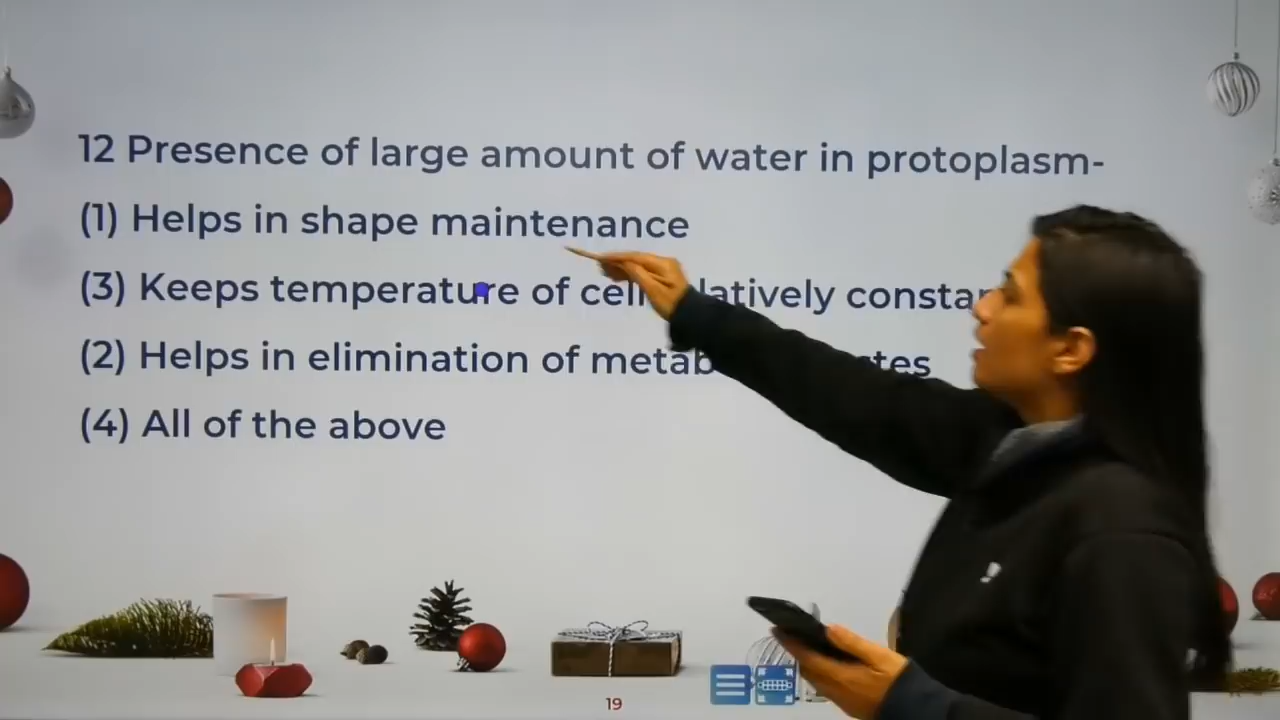 12 Presence of large amount of water in protoplasm-
(1) Helps in shape maintenance
(3) Keeps temperature of cell
(2) Helps in elimination of
(4) All of the above
19